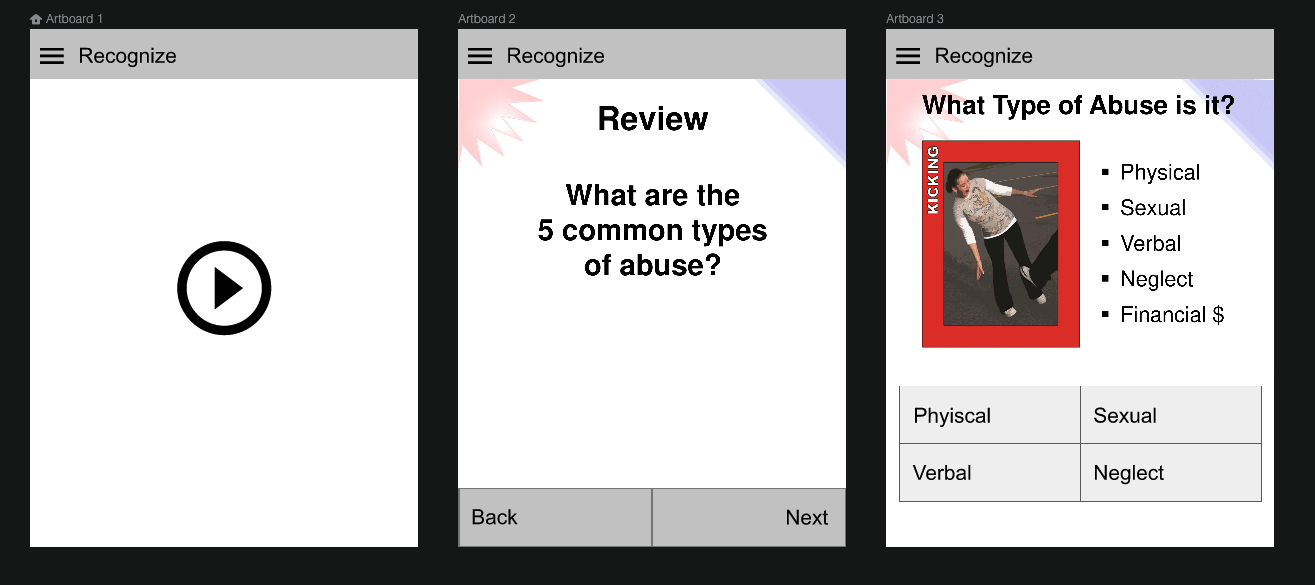 Artboard 1
Recognize
Artboard 2
Recognize
Review
What are the
5 common types
of abuse?
Back
Next
Artboard 3
Recognize
What Type of Abuse is it?
KICKING
▪ Physical
▪ Sexual
▪ Verbal
▪ Neglect
▪ Financial $
Phyiscal
Sexual
Verbal
Neglect